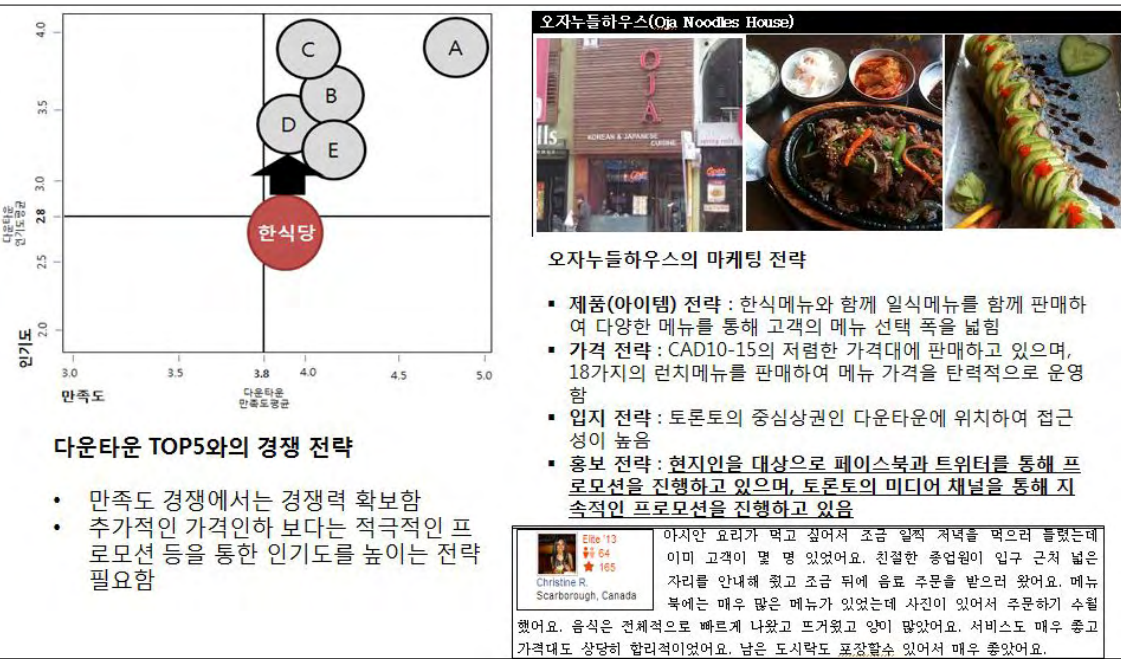 4.0
3.5
3.0
2.8
2.5
2.0
다운타운
인기도평균
인기도
C
A
B
D
E
한식당
3.0
3.5
3.8
4.0
4.5
5.0
만족도
다운타운
만족도평균
다운타운 TOP5와의 경쟁 전략
• 만족도 경쟁에서는 경쟁력 확보함
• 추가적인 가격인하 보다는 적극적인 프
로모션 등을 통한 인기도를 높이는 전략
필요함
오자누들하우스(Oja Noodles House)
OJA
KOREAN & JAPANESE
CUISINE
오자누들하우스의 마케팅 전략
▪ 제품(아이템) 전략 : 한식메뉴와 함께 일식메뉴를 함께 판매하
여 다양한 메뉴를 통해 고객의 메뉴 선택 폭을 넓힘
▪ 가격 전략 : CAD10-15의 저렴한 가격대에 판매하고 있으며,
18가지의 런치메뉴를 판매하여 메뉴 가격을 탄력적으로 운영
함
▪ 입지 전략 : 토론토의 중심상권인 다운타운에 위치하여 접근
성이 높음
▪ 홍보 전략 : 현지인을 대상으로 페이스북과 트위터를 통해 프
로모션을 진행하고 있으며, 토론토의 미디어 채널을 통해 지
속적인 프로모션을 진행하고 있음
Elite '13
64
165
Christine R.
Scarborough, Canada
아시안 요리가 먹고 싶어서 조금 일찍 저녁을 먹으러 들렸는데
이미 고객이 몇 명 있었어요. 친절한 종업원이 입구 근처 넓은
자리를 안내해 줬고 조금 뒤에 음료 주문을 받으러 왔어요. 메뉴
북에는 매우 많은 메뉴가 있었는데 사진이 있어서 주문하기 수월
했어요. 음식은 전체적으로 빠르게 나왔고 뜨거웠고 양이 많았어요. 서비스도 매우 좋고
가격대도 상당히 합리적이었어요. 남은 도시락도 포장할수 있어서 매우 좋았어요.